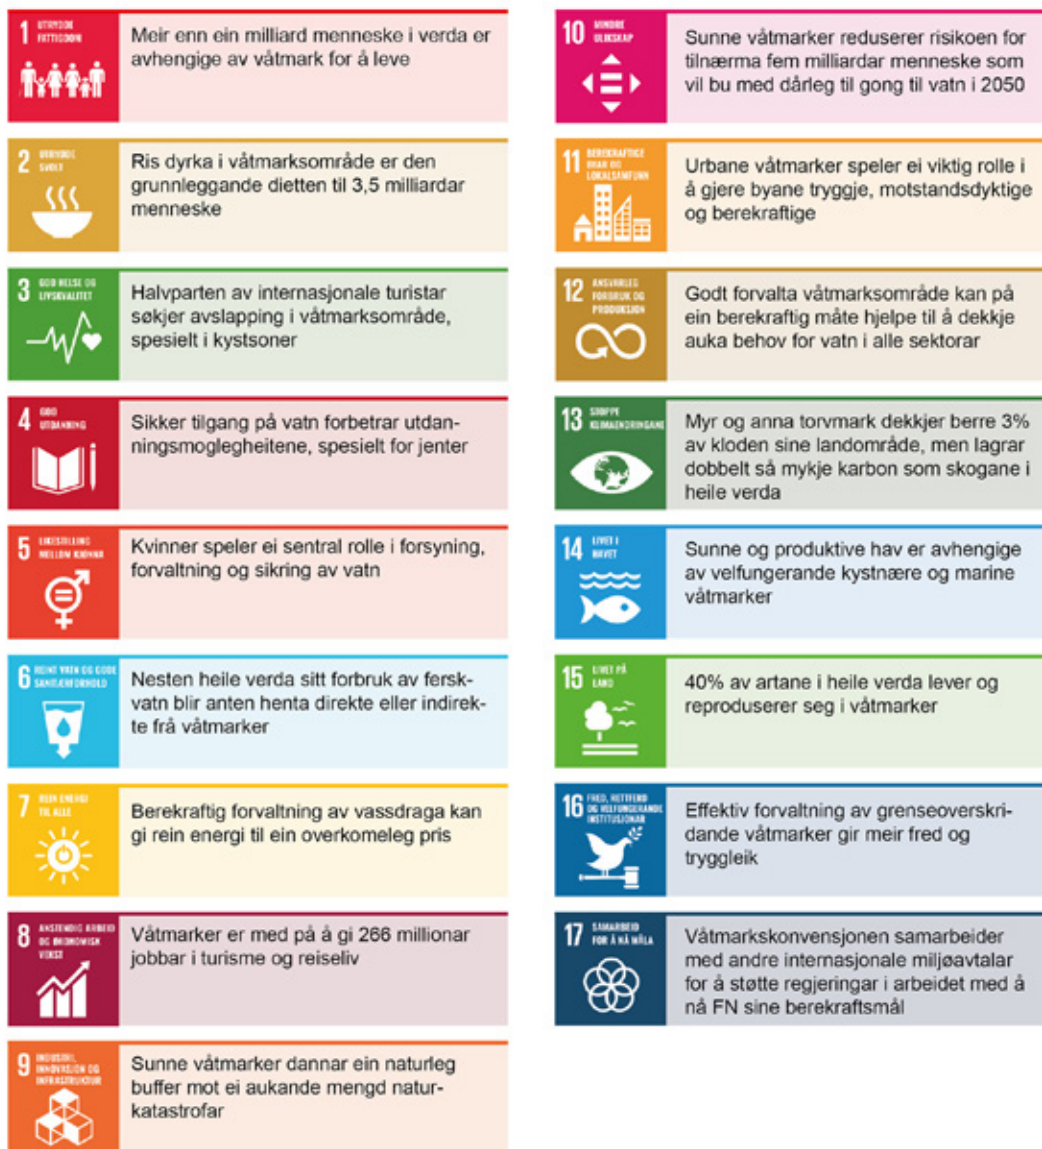 1 UTRYDDE
FATTIGDOM
Meir enn ein milliard menneske i verda er
avhengige av våtmark for å leve
2 UTRYDDE
SVOLT
Ris dyrka i våtmarksområde er den
grunnleggande dietten til 3,5 milliardar
menneske
3 GOD HELSE OG
LIVSKVALITET
Halvparten av internasjonale turistar
søkjer avslapping i våtmarksområde,
spesielt i kystsoner
4 GOD
UTDANNING
Sikker tilgang på vatn forbetrar utdan-
ningsmoglegheitene, spesielt for jenter
5 LIKESTILLING
MELLOM KJØNNA
Kvinner speler ei sentral rolle i forsyning,
forvaltning og sikring av vatn
6 REINT VATN OG GODE
SANITÆRFORHOLD
Nesten heile verda sitt forbruk av fersk-
vatn blir anten henta direkte eller indirek-
te frå våtmarker
7 REIN ENERGI
TIL ALLE
Berekraftig forvaltning av vassdraga kan
gi rein energi til ein overkomeleg pris
8 ANSTENDIG ARBEID
OG ØKONOMISK
VEKST
Våtmarker er med på å gi 266 millionar
jobbar i turisme og reiseliv
9 INDUSTRI,
INNOVASJON OG
INFRASTRUKTUR
Sunne våtmarker dannar ein naturleg
buffer mot ei aukande mengd natur-
katastrofar
10 MINDRE
ULIKSKAP
Sunne våtmarker reduserer risikoen for
tilnærma fem milliardar menneske som
vil bu med dårleg til gong til vatn i 2050
11 BEREKRAFTIGE
BYAR OG
LOKALSAMFUNN
Urbane våtmarker speler ei viktig rolle i
å gjere byane tryggje, motstandsdyktige
og berekraftige
12 ANSVARLEG
FORBRUK OG
PRODUKSJON
Godt forvalta våtmarksområde kan på
ein berekraftig måte hjelpe til å dekkje
auka behov for vatn i alle sektorar
13 STOPPE
KLIMAENDRINGANE
Myr og anna torvmark dekkjer berre 3%
av kloden sine landområde, men lagrar
dobbelt så mykje karbon som skogane i
heile verda
14 LIVET I
HAVET
Sunne og produktive hav er avhengige
av velfungerande kystnære og marine
våtmarker
15 LIVET PÅ
LAND
40% av artane i heile verda lever og
reproduserer seg i våtmarker
16 FRED, RETTFERD
OG VELFUNGERANDE
INSTITUSJONAR
Effektiv forvaltning av grenseoverskri-
dande våtmarker gir meir fred og
tryggleik
17 SAMARBEID
FOR Å NÅ MÅLA
Våtmarkskonvensjonen samarbeider
med andre internasjonale miljøavtalar
for å støtte regjeringar i arbeidet med å
nå FN sine berekraftsmål